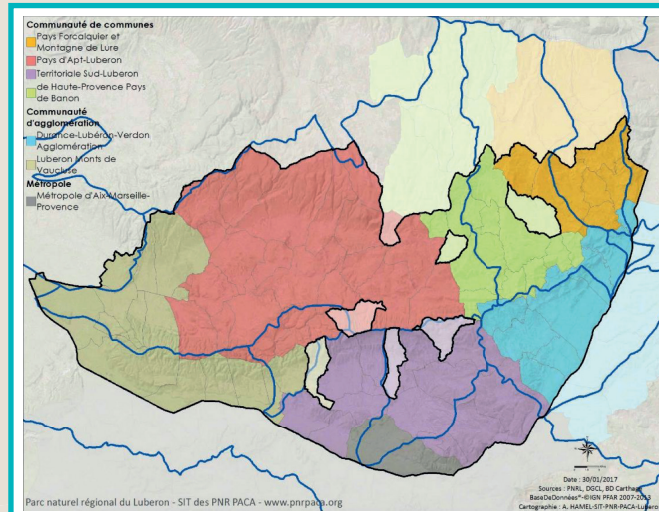 Communauté de communes
Pays Forcalquier et
Montagne de Lure
Pays d'Apt-Luberon
Territoriale Sud-Luberon
de Haute-Provence Pays
de Banon
Communauté
d'agglomération
Durance-Lubéron-Verdon
Agglomération
Luberon Monts de
Vaucluse
Métropole
Métropole d'Aix-Marseille-
Provence
Parc naturel régional du Luberon - SIT des PNR PACA - www.pnrpaca.org
Date : 30/01/2017
Sources : PNRL, DGCL, BD Carthage
BaseDeDonnées®-©IGN PFAR 2007-2013
Cartographie : A. HAMEL-SIT-PNR-PACA-Luberon